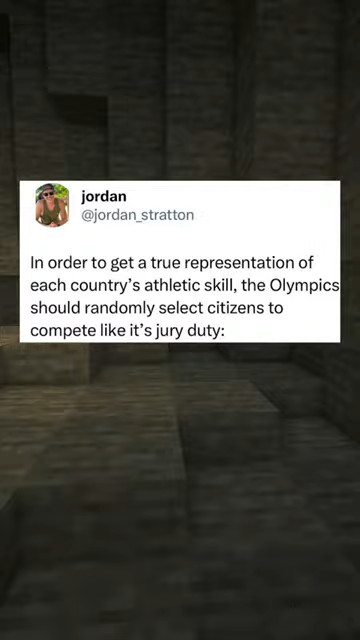 jordan
@jordan_stratton
In order to get a true representation of
each country’s athletic skill, the Olympics
should randomly select citizens to
compete like it’s jury duty: